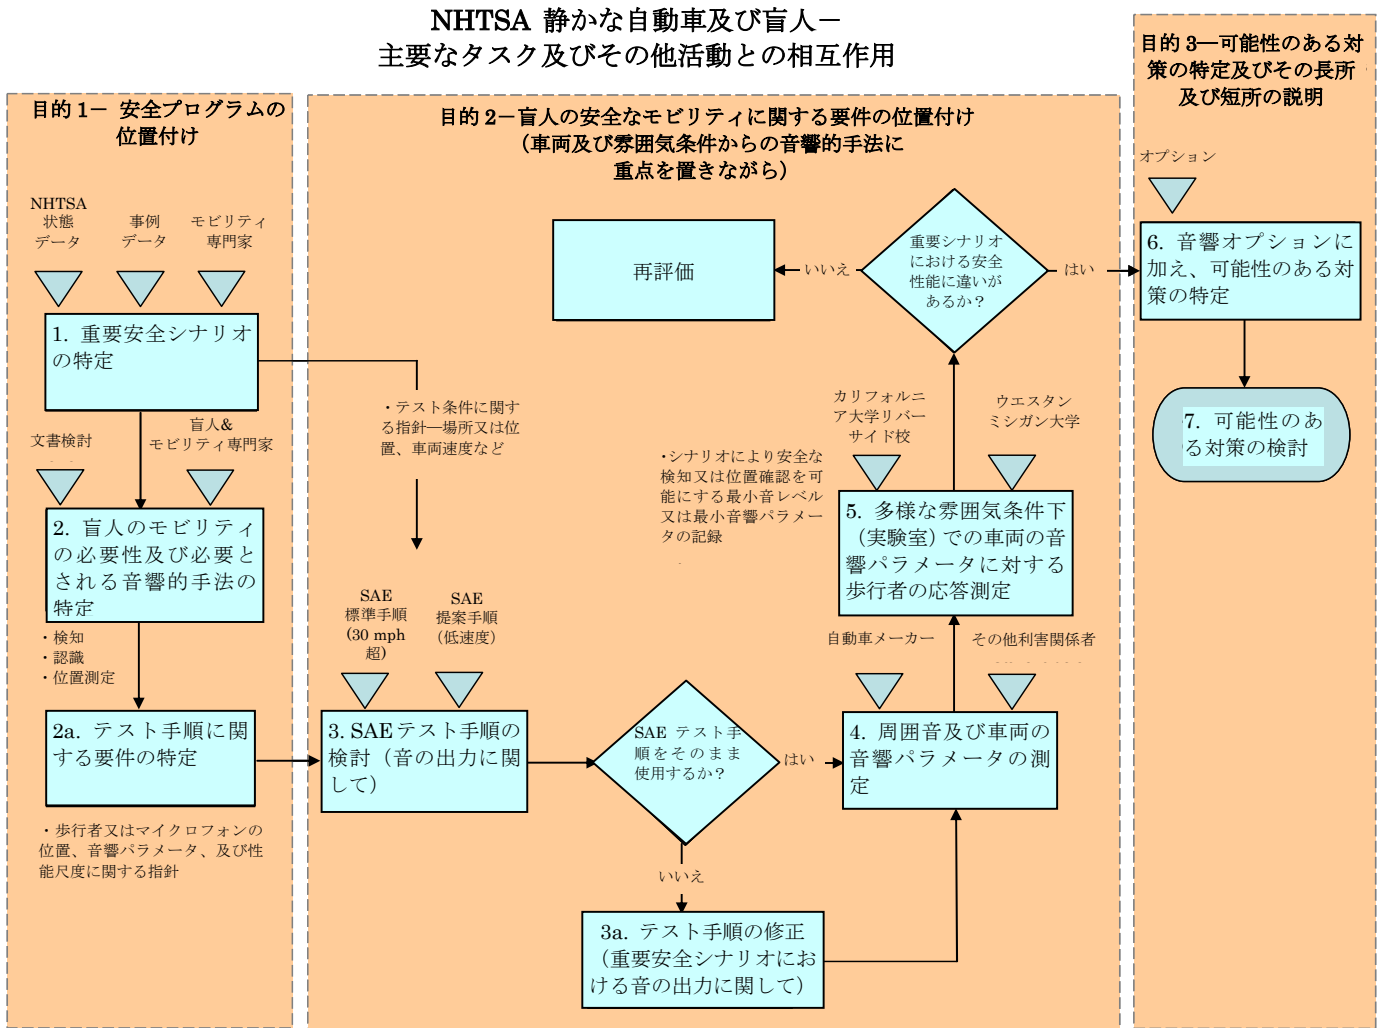 NHTSA 静かな自動車及び盲人－
主要なタスク及びその他活動との相互作用
目的 1－ 安全プログラムの
位置付け
NHTSA
状態
データ
事例
データ
モビリティ
専門家
1. 重要安全シナリオ
の特定
文書検討
盲人&
モビリティ専門家
2. 盲人のモビリティ
の必要性及び必要と
される音響的手法の
特定
・検知
・認識
・位置測定
2a. テスト手順に関
する要件の特定
・歩行者又はマイクロフォンの
位置、音響パラメータ、及び性
能尺度に関する指針
目的 2－盲人の安全なモビリティに関する要件の位置付け
（車両及び雰囲気条件からの音響的手法に
重点を置きながら）
再評価
いいえ
重要シナリオ
における安全
性能に違いが
あるか？
はい
・テスト条件に関す
る指針―場所又は位
置、車両速度など
カリフォルニ
ア大学リバー
サイド校
ウエスタン
ミシガン大学
・シナリオにより安全な
検知又は位置確認を可
能にする最小音レベル
又は最小音響パラメー
タの記録
5. 多様な雰囲気条件下
（実験室）での車両の音
響パラメータに対する
歩行者の応答測定
SAE
標準手順
(30 mph
超)
SAE
提案手順
（低速度）
自動車メーカー
その他利害関係者
3. SAE テスト手順の
検討（音の出力に関
して）
SAE テスト手
順をそのまま
使用するか？
はい
4. 周囲音及び車両の
音響パラメータの測
定
いいえ
3a. テスト手順の修正
（重要安全シナリオにお
ける音の出力に関して）
目的 3―可能性のある対
策の特定及びその長所
及び短所の説明
オプション
6. 音響オプションに
加え、可能性のある対
策の特定
7. 可能性のあ
る対策の検討